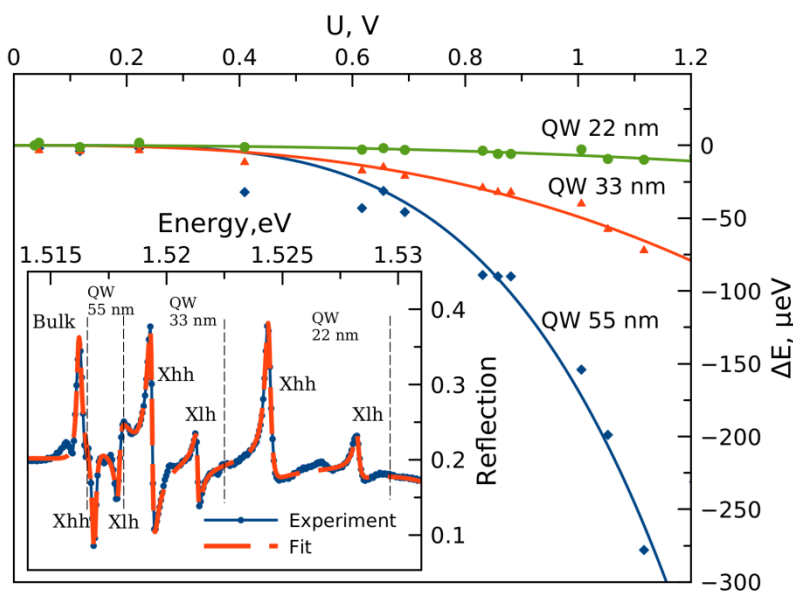 U, V
0 0.2 0.4 0.6 0.8 1 1.2
QW 22 nm
0
QW 33 nm
−50
Energy,eV
1.515 1.52 1.525 1.53
−100
QW 55 nm
ΔE, µeV
QW
55 nm
QW
33 nm
QW
22 nm
Bulk
0.4
−150
Xhh
Xhh
0.3
Xlh
Xlh
Reflection
−200
0.2
Xhh
Xlh
Experiment
Fit
0.1
−250
−300